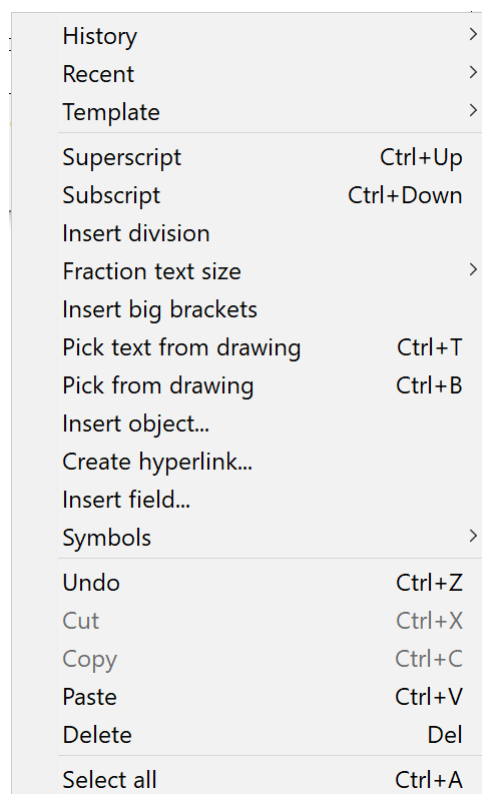 History
Recent
Template
Superscript Ctrl+Up
Subscript Ctrl+Down
Insert division
Fraction text size
Insert big brackets
Pick text from drawing Ctrl+T
Pick from drawing Ctrl+B
Insert object...
Create hyperlink...
Insert field...
Symbols
Undo Ctrl+Z
Cut Ctrl+X
Copy Ctrl+C
Paste Ctrl+V
Delete Del
Select all Ctrl+A